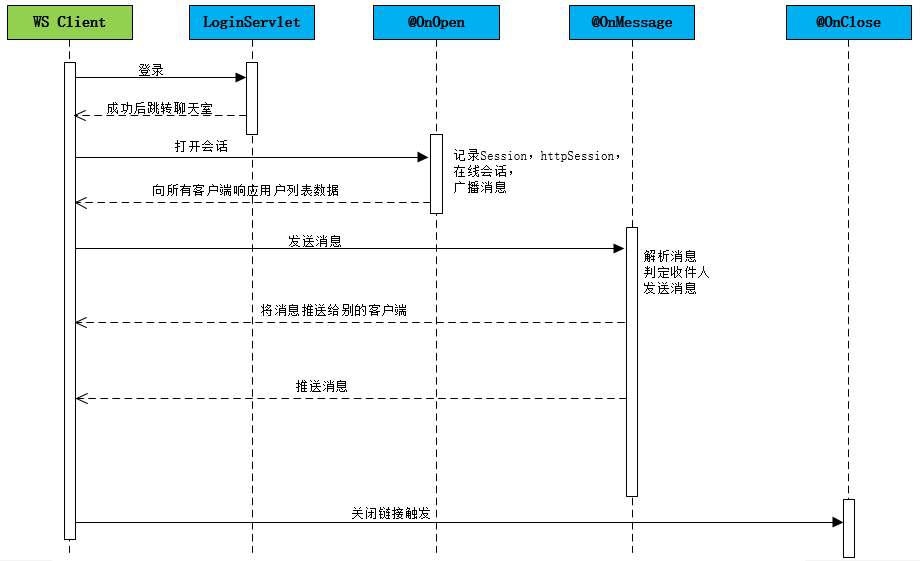 WS Client
LoginServlet
@OnOpen
@OnMessage
@OnClose
登录
成功后跳转聊天室
打开会话
记录Session，httpSession，
在线会话，
广播消息
向所有客户端响应用户列表数据
发送消息
解析消息
判定收件人
发送消息
将消息推送给别的客户端
推送消息
关闭链接触发